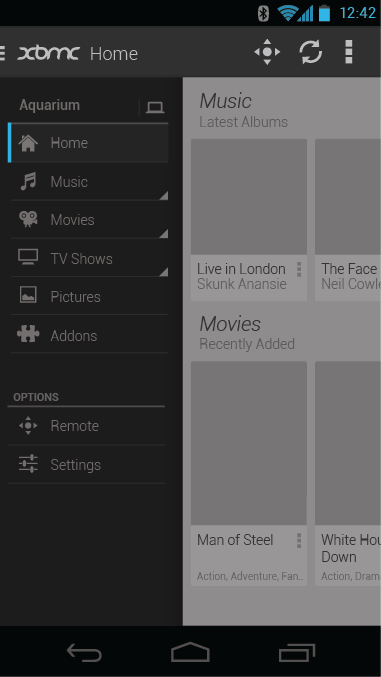 12:42
xbmc Home
Aquarium
Home
Music
Movies
TV Shows
Pictures
Addons
OPTIONS
Remote
Settings
Music
Latest Albums
Live in London
Skunk Anansie
The Face
Neil Cowle
Movies
Recently Added
Man of Steel
Action, Adventure, Fan..
White Hou
Down
Action, Dram